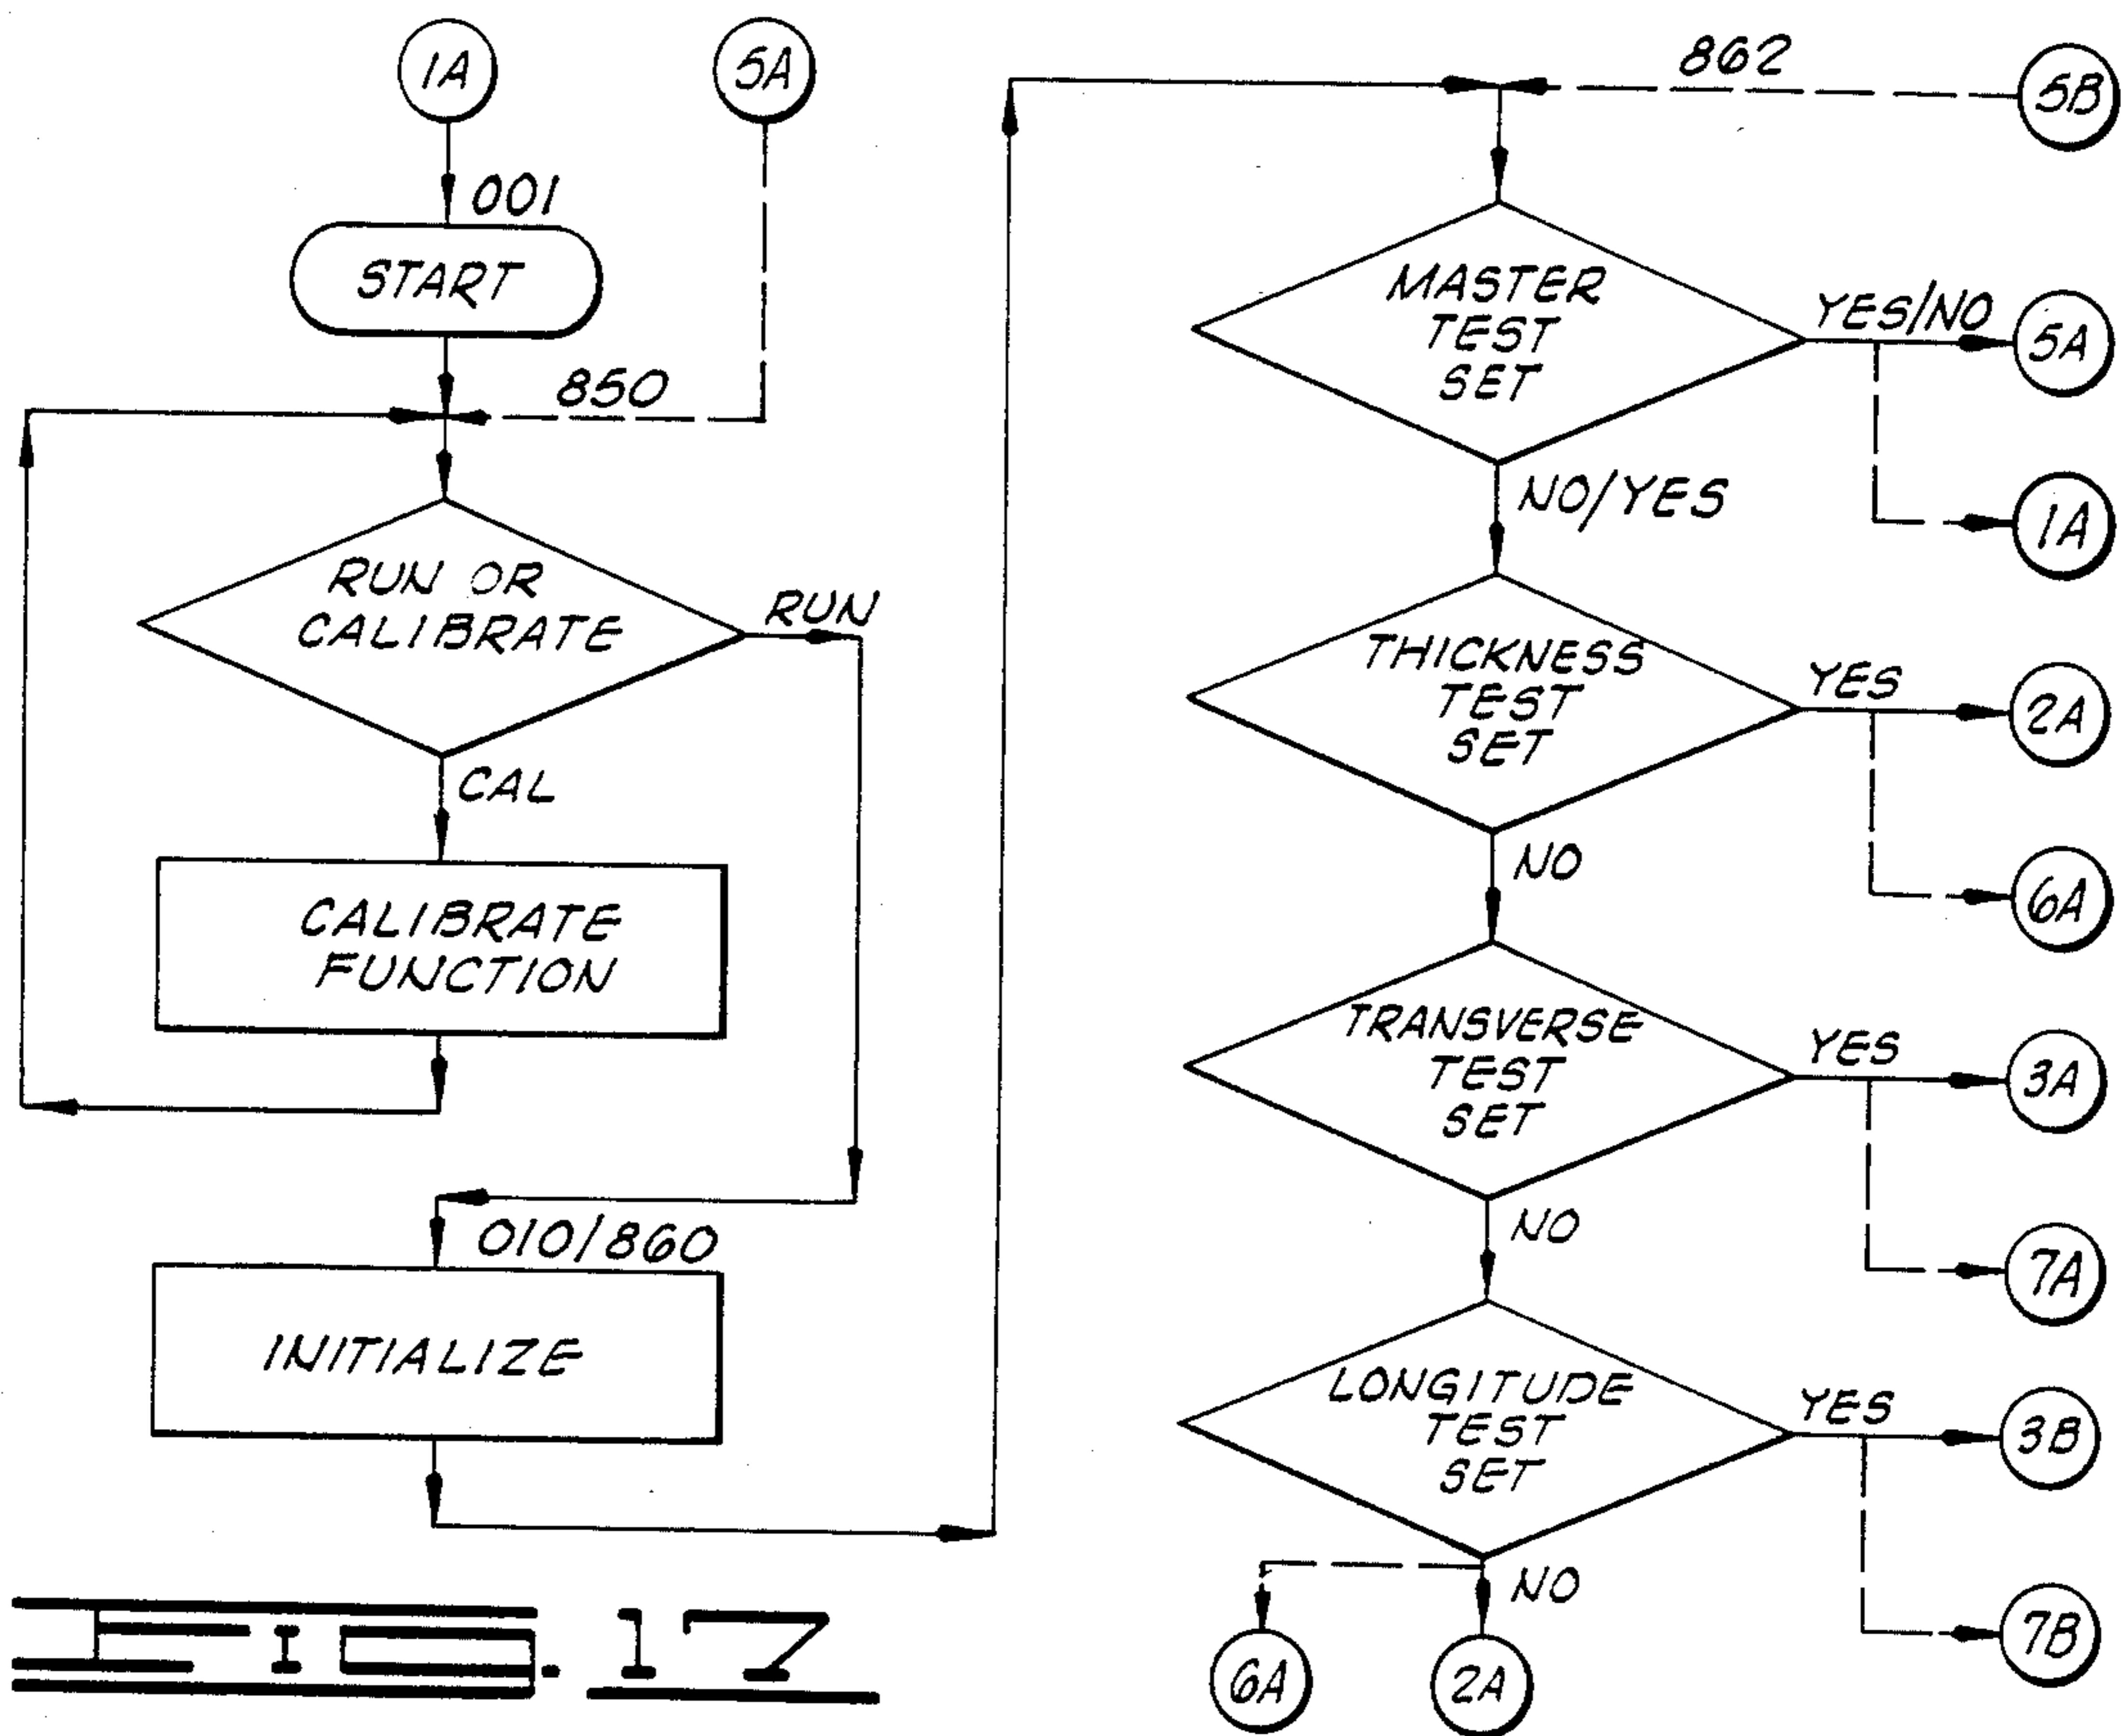 1A
5A
001
START
850
RUN OR
CALIBRATE
RUN
CAL
CALIBRATE
FUNCTION
010/860
INITIALIZE
862
5B
MASTER
TEST
SET
YES/NO
5A
1A
NO/YES
THICKNESS
TEST
SET
YES
2A
6A
NO
TRANSVERSE
TEST
SET
YES
3A
7A
NO
LONGITUDE
TEST
SET
YES
3B
7B
NO
6A
2A
FIG. 17